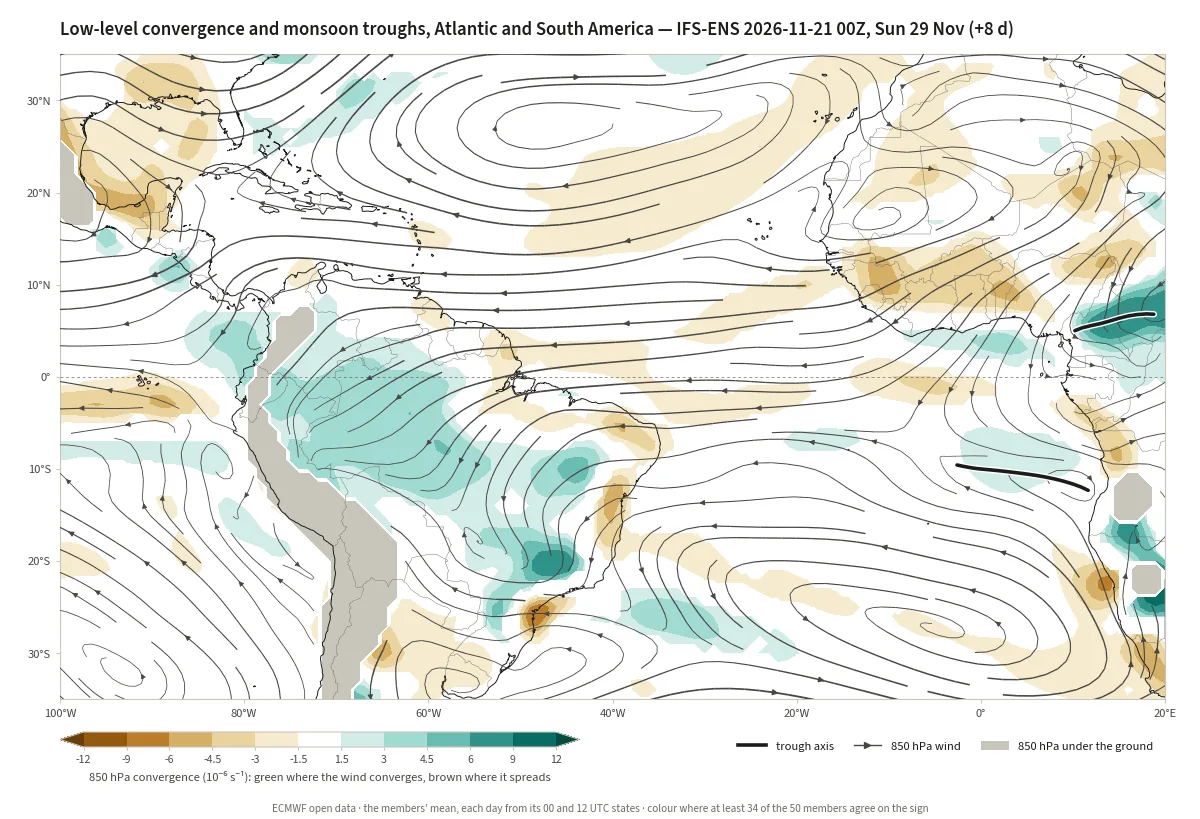 Low-level convergence and monsoon troughs, Atlantic and South America — IFS-ENS 2026-11-21 00Z, Sun 29 Nov (+8 d)
30°N
20°N
10°N
0°
10°S
20°S
30°S
100°W 80°W 60°W 40°W 20°W 0° 20°E
-12 -9 -6 -4.5 -3 -1.5 1.5 3 4.5 6 9 12
850 hPa convergence (10⁻⁶ s⁻¹): green where the wind converges, brown where it spreads
trough axis 850 hPa wind 850 hPa under the ground
ECMWF open data · the members' mean, each day from its 00 and 12 UTC states · colour where at least 34 of the 50 members agree on the sign